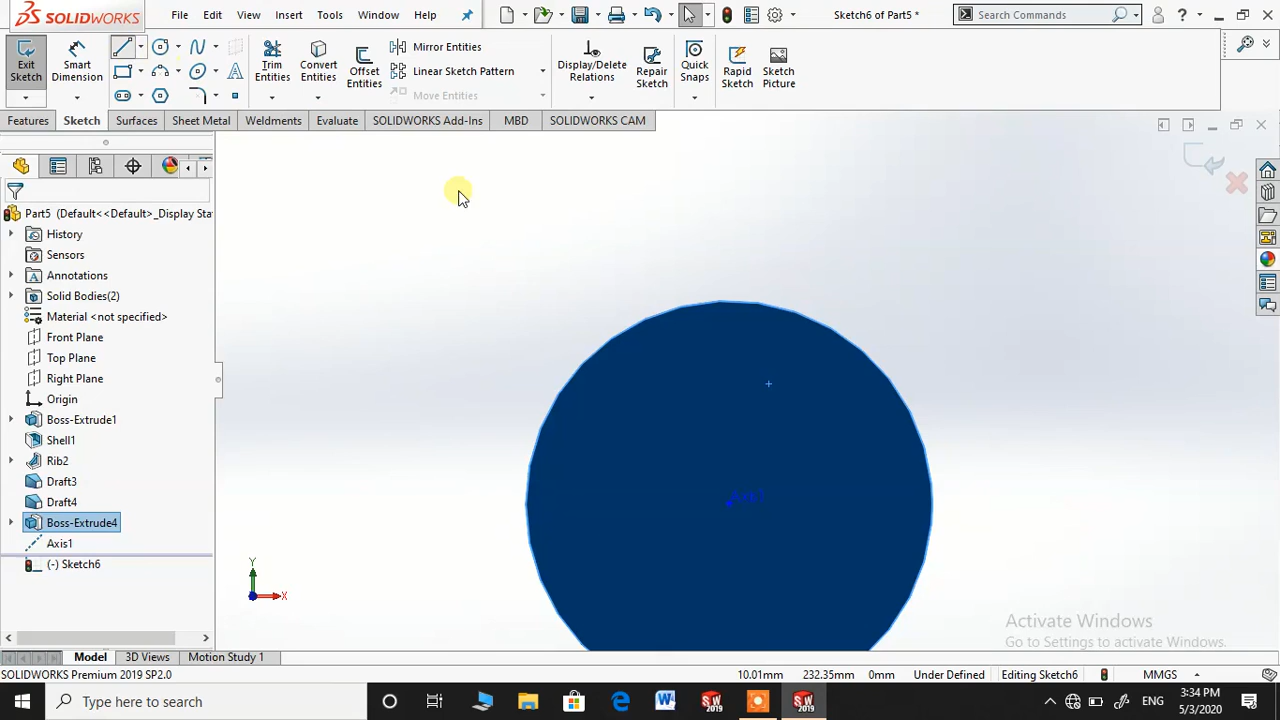 SOLIDWORKS
File Edit View Insert Tools Window Help
Sketch6 of Part5 *
Search Commands
Exit Sketch
Smart Dimension
Trim Entities
Convert Entities
Offset Entities
Mirror Entities
Linear Sketch Pattern
Move Entities
Display/Delete Relations
Repair Sketch
Quick Snaps
Rapid Sketch
Sketch Picture
Features Sketch Surfaces Sheet Metal Weldments Evaluate SOLIDWORKS Add-Ins MBD SOLIDWORKS CAM
Part5 (Default<<Default>_Display Sta
History
Sensors
Annotations
Solid Bodies(2)
Material <not specified>
Front Plane
Top Plane
Right Plane
Origin
Boss-Extrude1
Shell1
Rib2
Draft3
Draft4
Boss-Extrude4
Axis1
(-) Sketch6
Axis1
Y
X
Activate Windows
Go to Settings to activate Windows.
Model 3D Views Motion Study 1
SOLIDWORKS Premium 2019 SP2.0
10.01mm 232.35mm 0mm Under Defined Editing Sketch6 MMGS
Type here to search
W
SW 2019
SW 2019
ENG
3:34 PM
5/3/2020